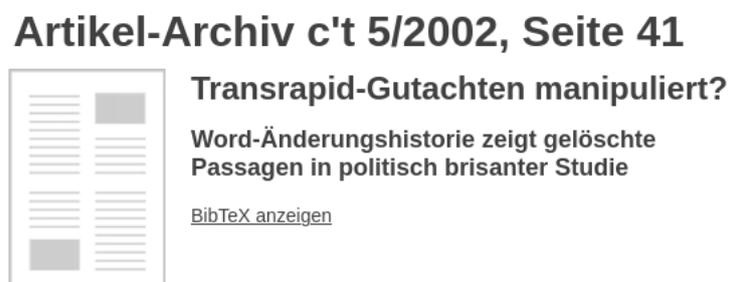 Artikel-Archiv c't 5/2002, Seite 41
Transrapid-Gutachten manipuliert?
Word-Änderungshistorie zeigt gelöschte
Passagen in politisch brisanter Studie
BibTeX anzeigen